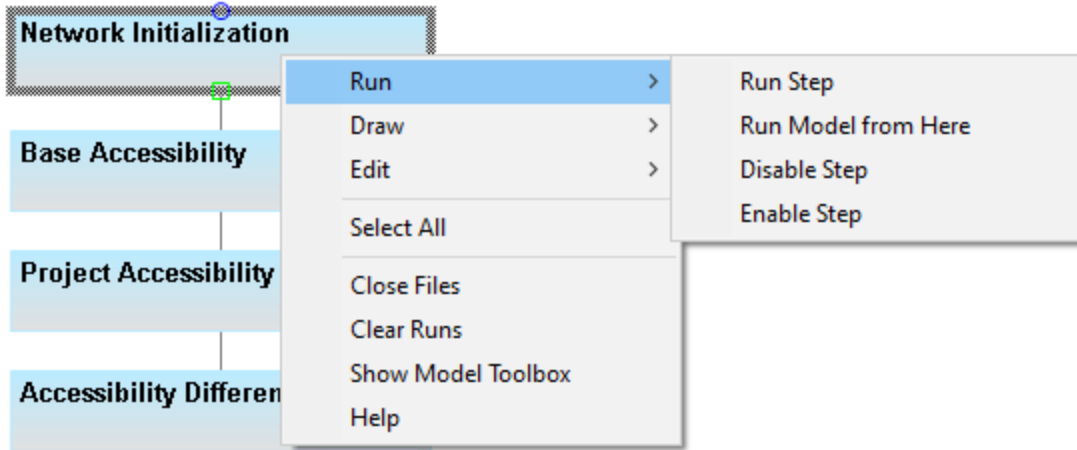 Network Initialization
Base Accessibility
Project Accessibility
Accessibility Differen
Run
Draw
Edit
Select All
Close Files
Clear Runs
Show Model Toolbox
Help
Run Step
Run Model from Here
Disable Step
Enable Step